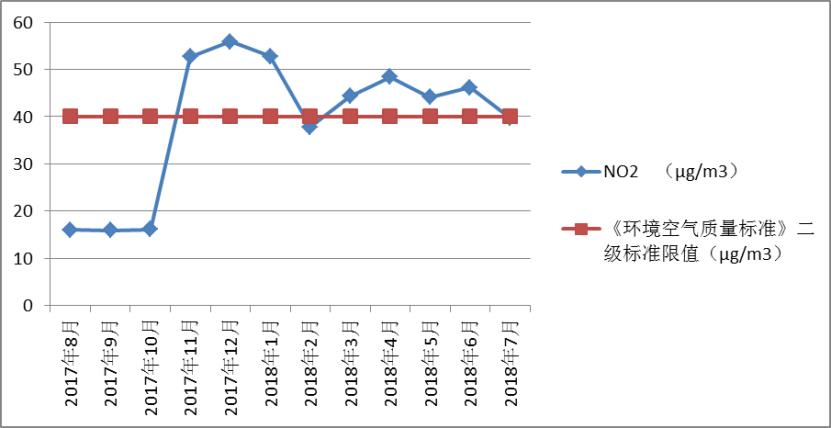 60
50
40
30
20
10
0
2017年8月
2017年9月
2017年10月
2017年11月
2017年12月
2018年1月
2018年2月
2018年3月
2018年4月
2018年5月
2018年6月
2018年7月
NO2 （μg/m3）
《环境空气质量标准》二
级标准限值（μg/m3）